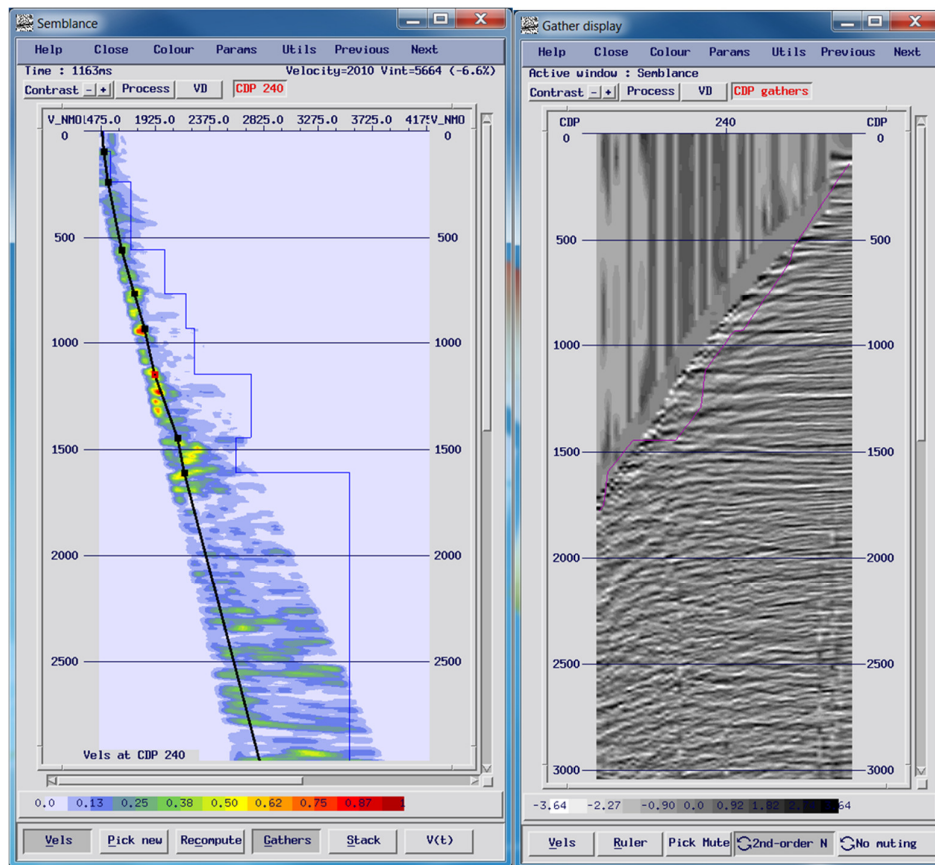 Semblance
Help Close Colour Params Utils Previous Next
Time : 1163ms Velocity=2010 Vint=5664 (-6.6%)
Contrast - + Process VD CDP 240
V_NMO 1475.0 1925.0 2375.0 2825.0 3275.0 3725.0 4175 V_NMO
0 0
500 500
1000 1000
1500 1500
2000 2000
2500 2500
Vels at CDP 240
0.0 0.13 0.25 0.38 0.50 0.62 0.75 0.87 1
Vels Pick new Recompute Gathers Stack V(t)
Gather display
Help Close Colour Params Utils Previous Next
Active window : Semblance
Contrast - + Process VD CDP gathers
CDP 240 CDP
0 0
500 500
1000 1000
1500 1500
2000 2000
2500 2500
3000 3000
-3.64 -2.27 -0.90 0.0 0.92 1.82
Vels Ruler Pick Mute 2nd-order N No muting